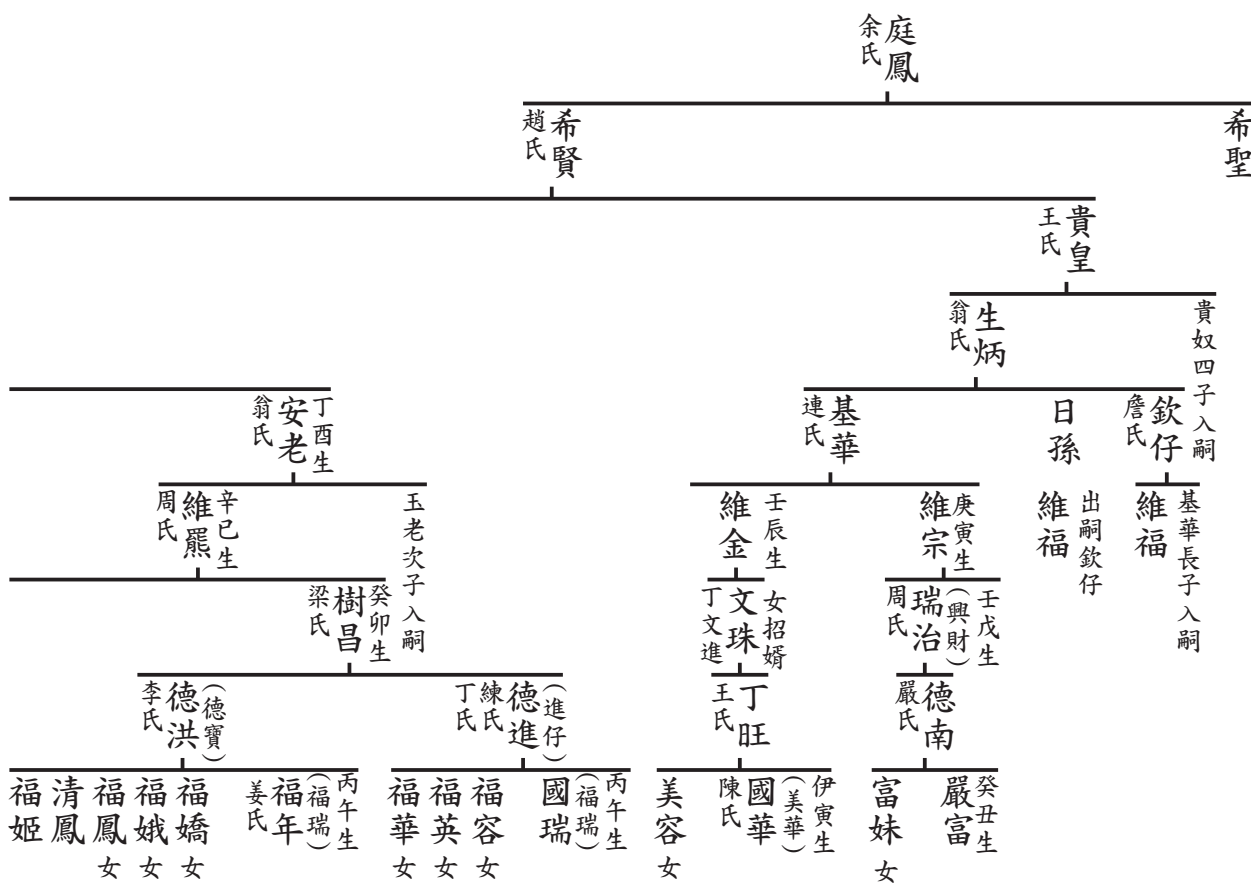 庭鳳
余氏
希聖
希賢
趙氏
貴皇
王氏
貴奴四子入嗣
生炳
翁氏
欽仔
詹氏
日孫
基華
連氏
丁酉生
安老
翁氏
基華長子入嗣
維福
出嗣欽仔
維福
庚寅生
維宗
壬辰生
維金
玉老次子入嗣
辛巳生
維羆
周氏
壬戊生
(興財)
瑞治
周氏
女招婿
文珠
丁文進
癸卯生
樹昌
梁氏
德南
嚴氏
丁旺
王氏
(進仔)
德進
練氏
丁氏
(德寶)
德洪
李氏
癸丑生
嚴富
富妹女
伊寅生
(美華)
國華
陳氏
美容女
丙午生
(福瑞)
國瑞
福容女
福英女
福華女
丙午生
(福瑞)
福年
姜氏
福嬌女
福娥女
福鳳女
清鳳
福姬